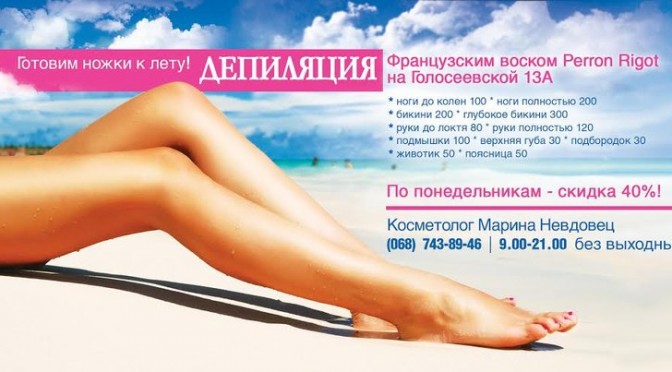 Готовим ножки к лету!
ДЕПИЛЯЦИЯ
Французским воском Perron Rigot
на Голосеевской 13А
* ноги до колен 100 * ноги полностью 200
* бикини 200 * глубокое бикини 300
* руки до локтя 80 * руки полностью 120
* подмышки 100 * верхняя губа 30 * подбородок 30
* животик 50 * поясница 50
По понедельникам - скидка 40%!
Косметолог Марина Невдовец
(068) 743-89-46 | 9.00-21.00 без выходны